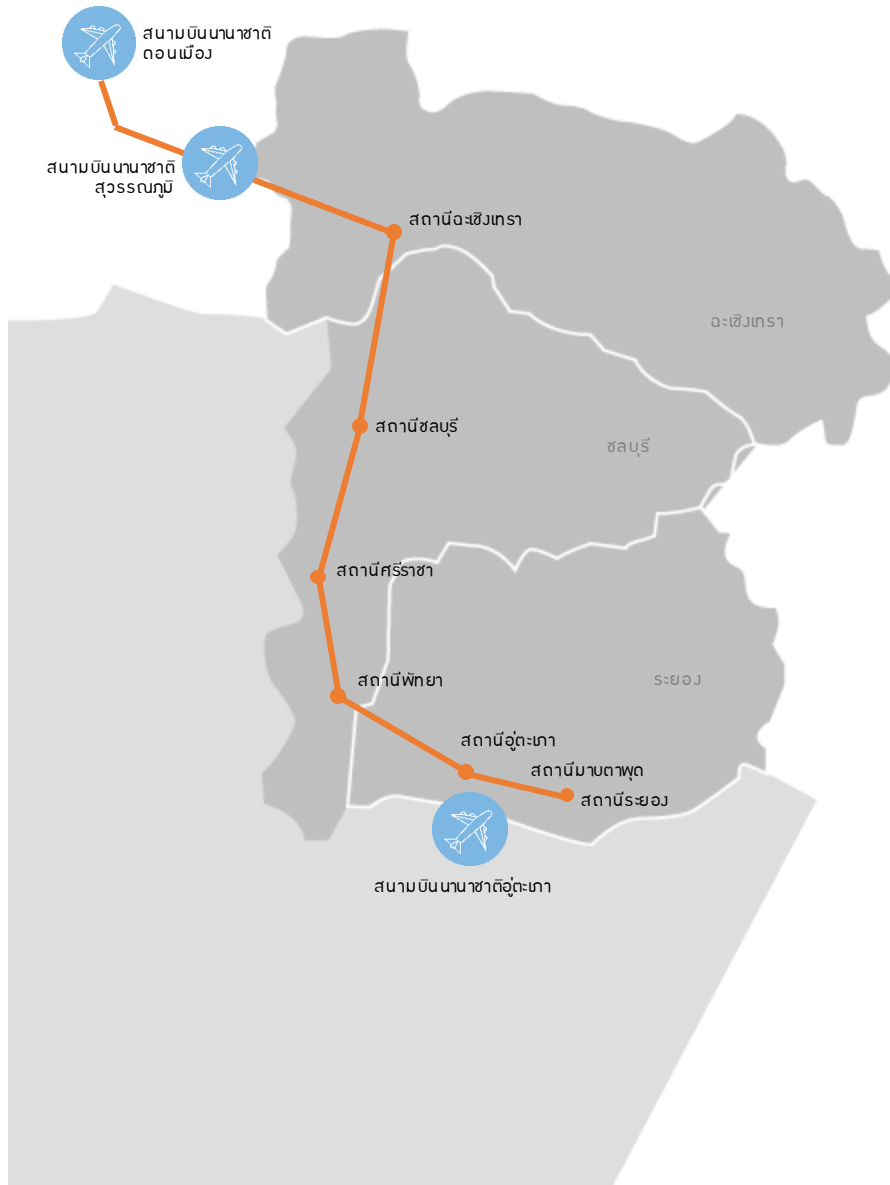 สนามบินนานาชาติ
ดอนเมือง
สนามบินนานาชาติ
สุวรรณภูมิ
สถานีฉะเชิงเทรา
ฉะเชิงเทรา
สถานีชลบุรี
ชลบุรี
สถานีศรีราชา
สถานีพัทยา
ระยอง
สถานีอู่ตะเภา
สถานีมาบตาพุด
สถานีระยอง
สนามบินนานาชาติอู่ตะเภา